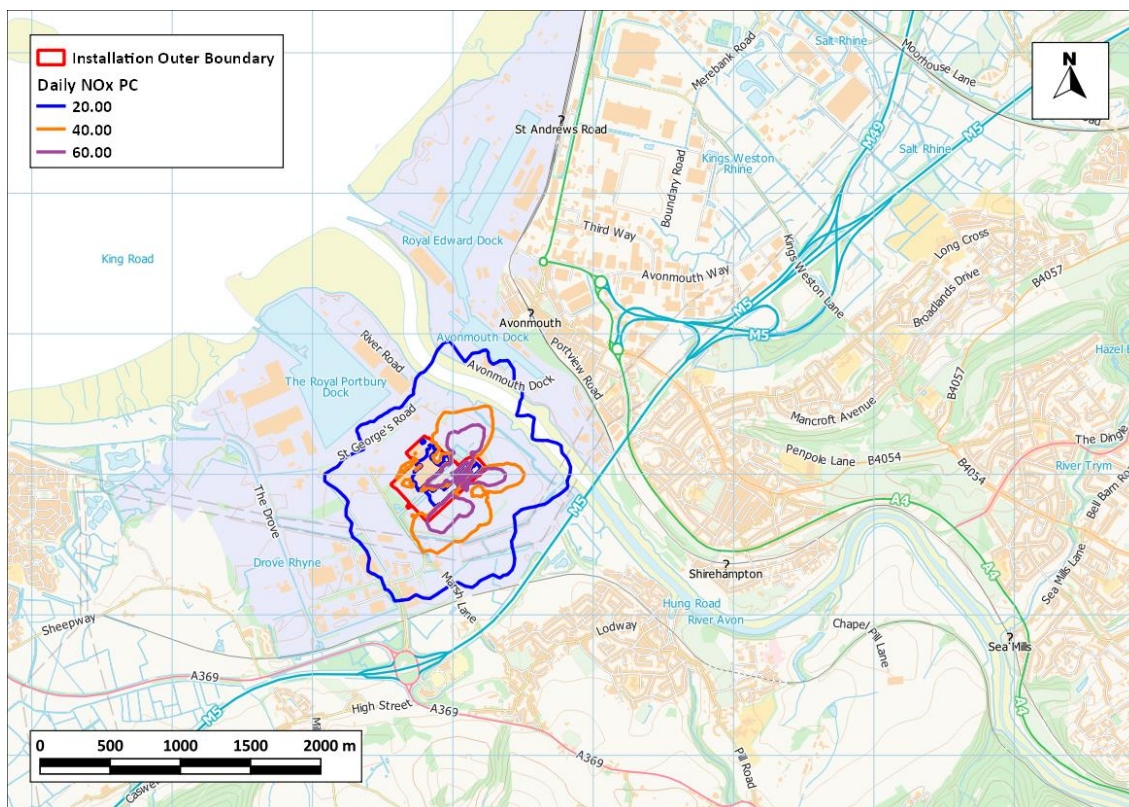 Installation Outer Boundary
Daily NOx PC
20.00
40.00
60.00
N
Salt Rhine
Moorhouse Lane
Merebank Road
Road
St Andrews Road
?
M49
M5
Salt Rhine
Kings Weston
Rhine
Boundary Road
Third Way
Royal Edward Dock
King Road
Long Cross
Kings Weston Lane
Avonmouth Way
Broadlands Drive
B4057
M5
M5
?
Avonmouth
Avonmouth Dock
River Road
Portview Road
The Royal Portbury
Dock
Avonmouth Dock
B4057
Mancroft Avenue
St George's Road
The Dingle
Penpole Lane B4054
B4054
River Trym
Bell Barn
The Drove
M5
A4
Drove Rhyne
Marsh Lane
?
Shirehampton
Sea Mills Lane
Hung Road
River Avon
A4
Sheepway
Lodway
Chapel Pill Lane
?
Sea Mills
A369
High Street
A369
M5
A4
A369
Pill Road
0 500 1000 1500 2000 m